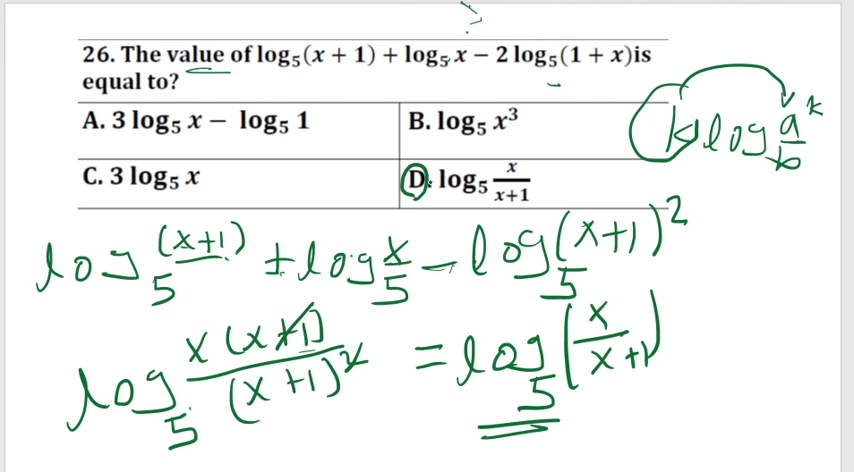 26. The value of log₅(x + 1) + log₅ x − 2 log₅(1 + x)is
equal to?
A. 3 log₅ x − log₅ 1
B. log₅ x³
C. 3 log₅ x
D. log₅ x/(x+1)
k log_b a^k
log₅(x+1) + log₅ x − log₅(x+1)²
log₅ x(x+1)/(x+1)² = log₅(x/(x+1))